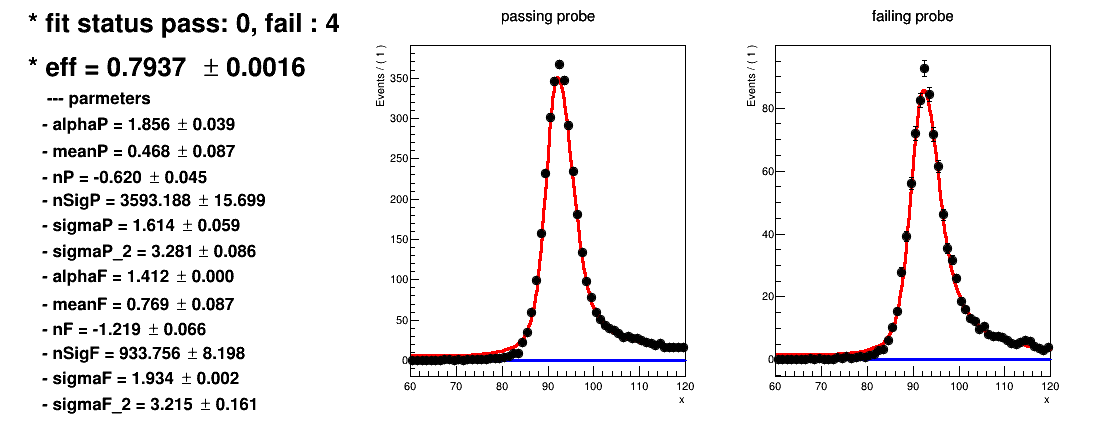 * fit status pass: 0, fail : 4
* eff = 0.7937 ± 0.0016
--- parmeters
- alphaP = 1.856 ± 0.039
- meanP = 0.468 ± 0.087
- nP = -0.620 ± 0.045
- nSigP = 3593.188 ± 15.699
- sigmaP = 1.614 ± 0.059
- sigmaP_2 = 3.281 ± 0.086
- alphaF = 1.412 ± 0.000
- meanF = 0.769 ± 0.087
- nF = -1.219 ± 0.066
- nSigF = 933.756 ± 8.198
- sigmaF = 1.934 ± 0.002
- sigmaF_2 = 3.215 ± 0.161
passing probe
Events / ( 1 )
350
300
250
200
150
100
50
0
60 70 80 90 100 110 120
x
failing probe
Events / ( 1 )
80
60
40
20
0
60 70 80 90 100 110 120
x